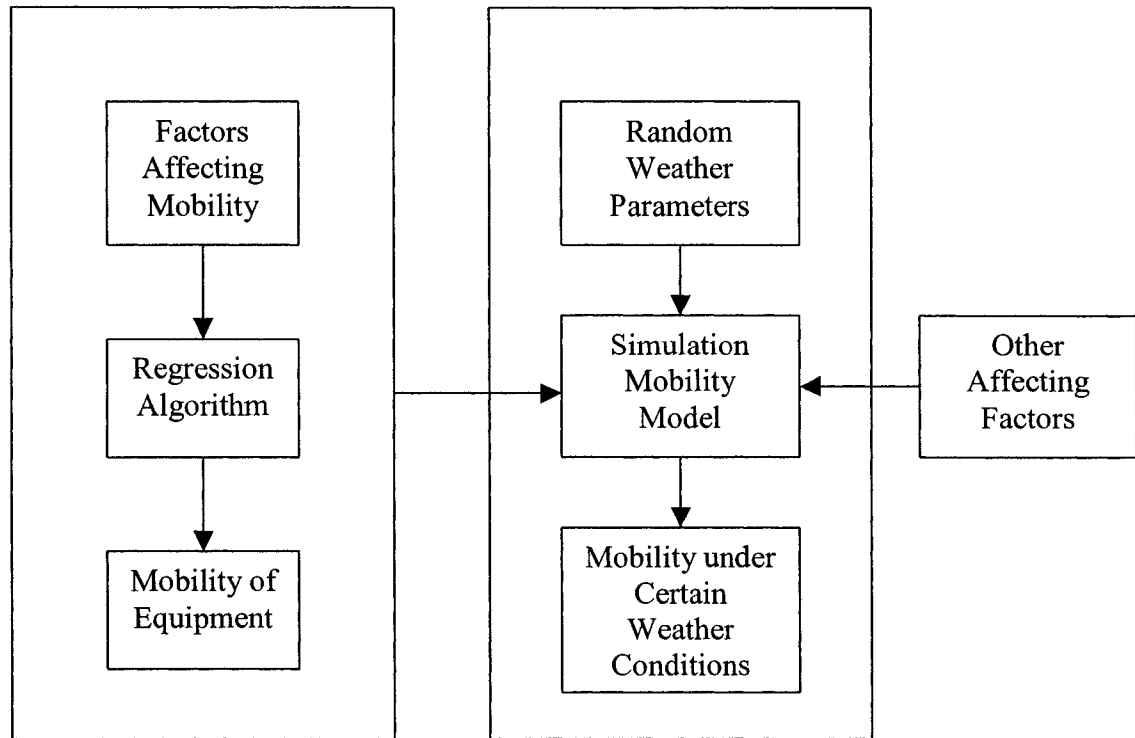 Factors
Affecting
Mobility
Regression
Algorithm
Mobility of
Equipment
Random
Weather
Parameters
Simulation
Mobility
Model
Mobility under
Certain
Weather
Conditions
Other
Affecting
Factors